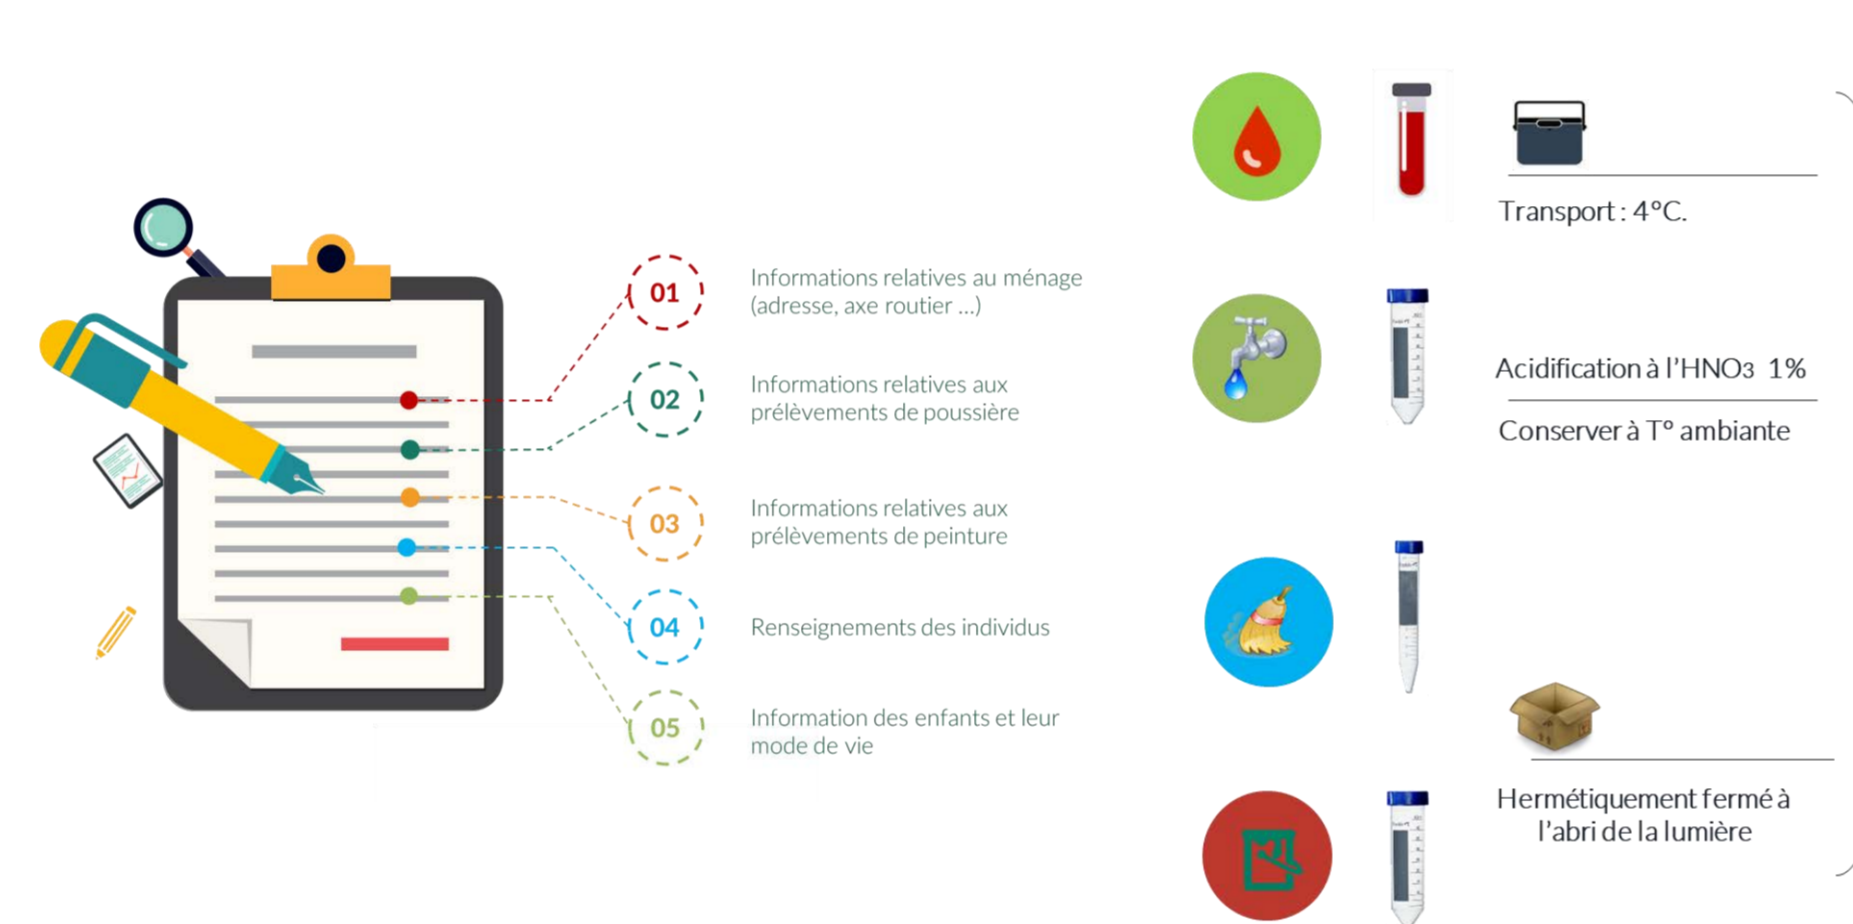 01
Informations relatives au ménage
(adresse, axe routier ...)
02
Informations relatives aux
prélèvements de poussière
03
Informations relatives aux
prélèvements de peinture
04
Renseignements des individus
05
Information des enfants et leur
mode de vie
Transport : 4°C.
Acidification à l'HNO3 1%
Conserver à T° ambiante
Hermétiquement fermé à
l'abri de la lumière